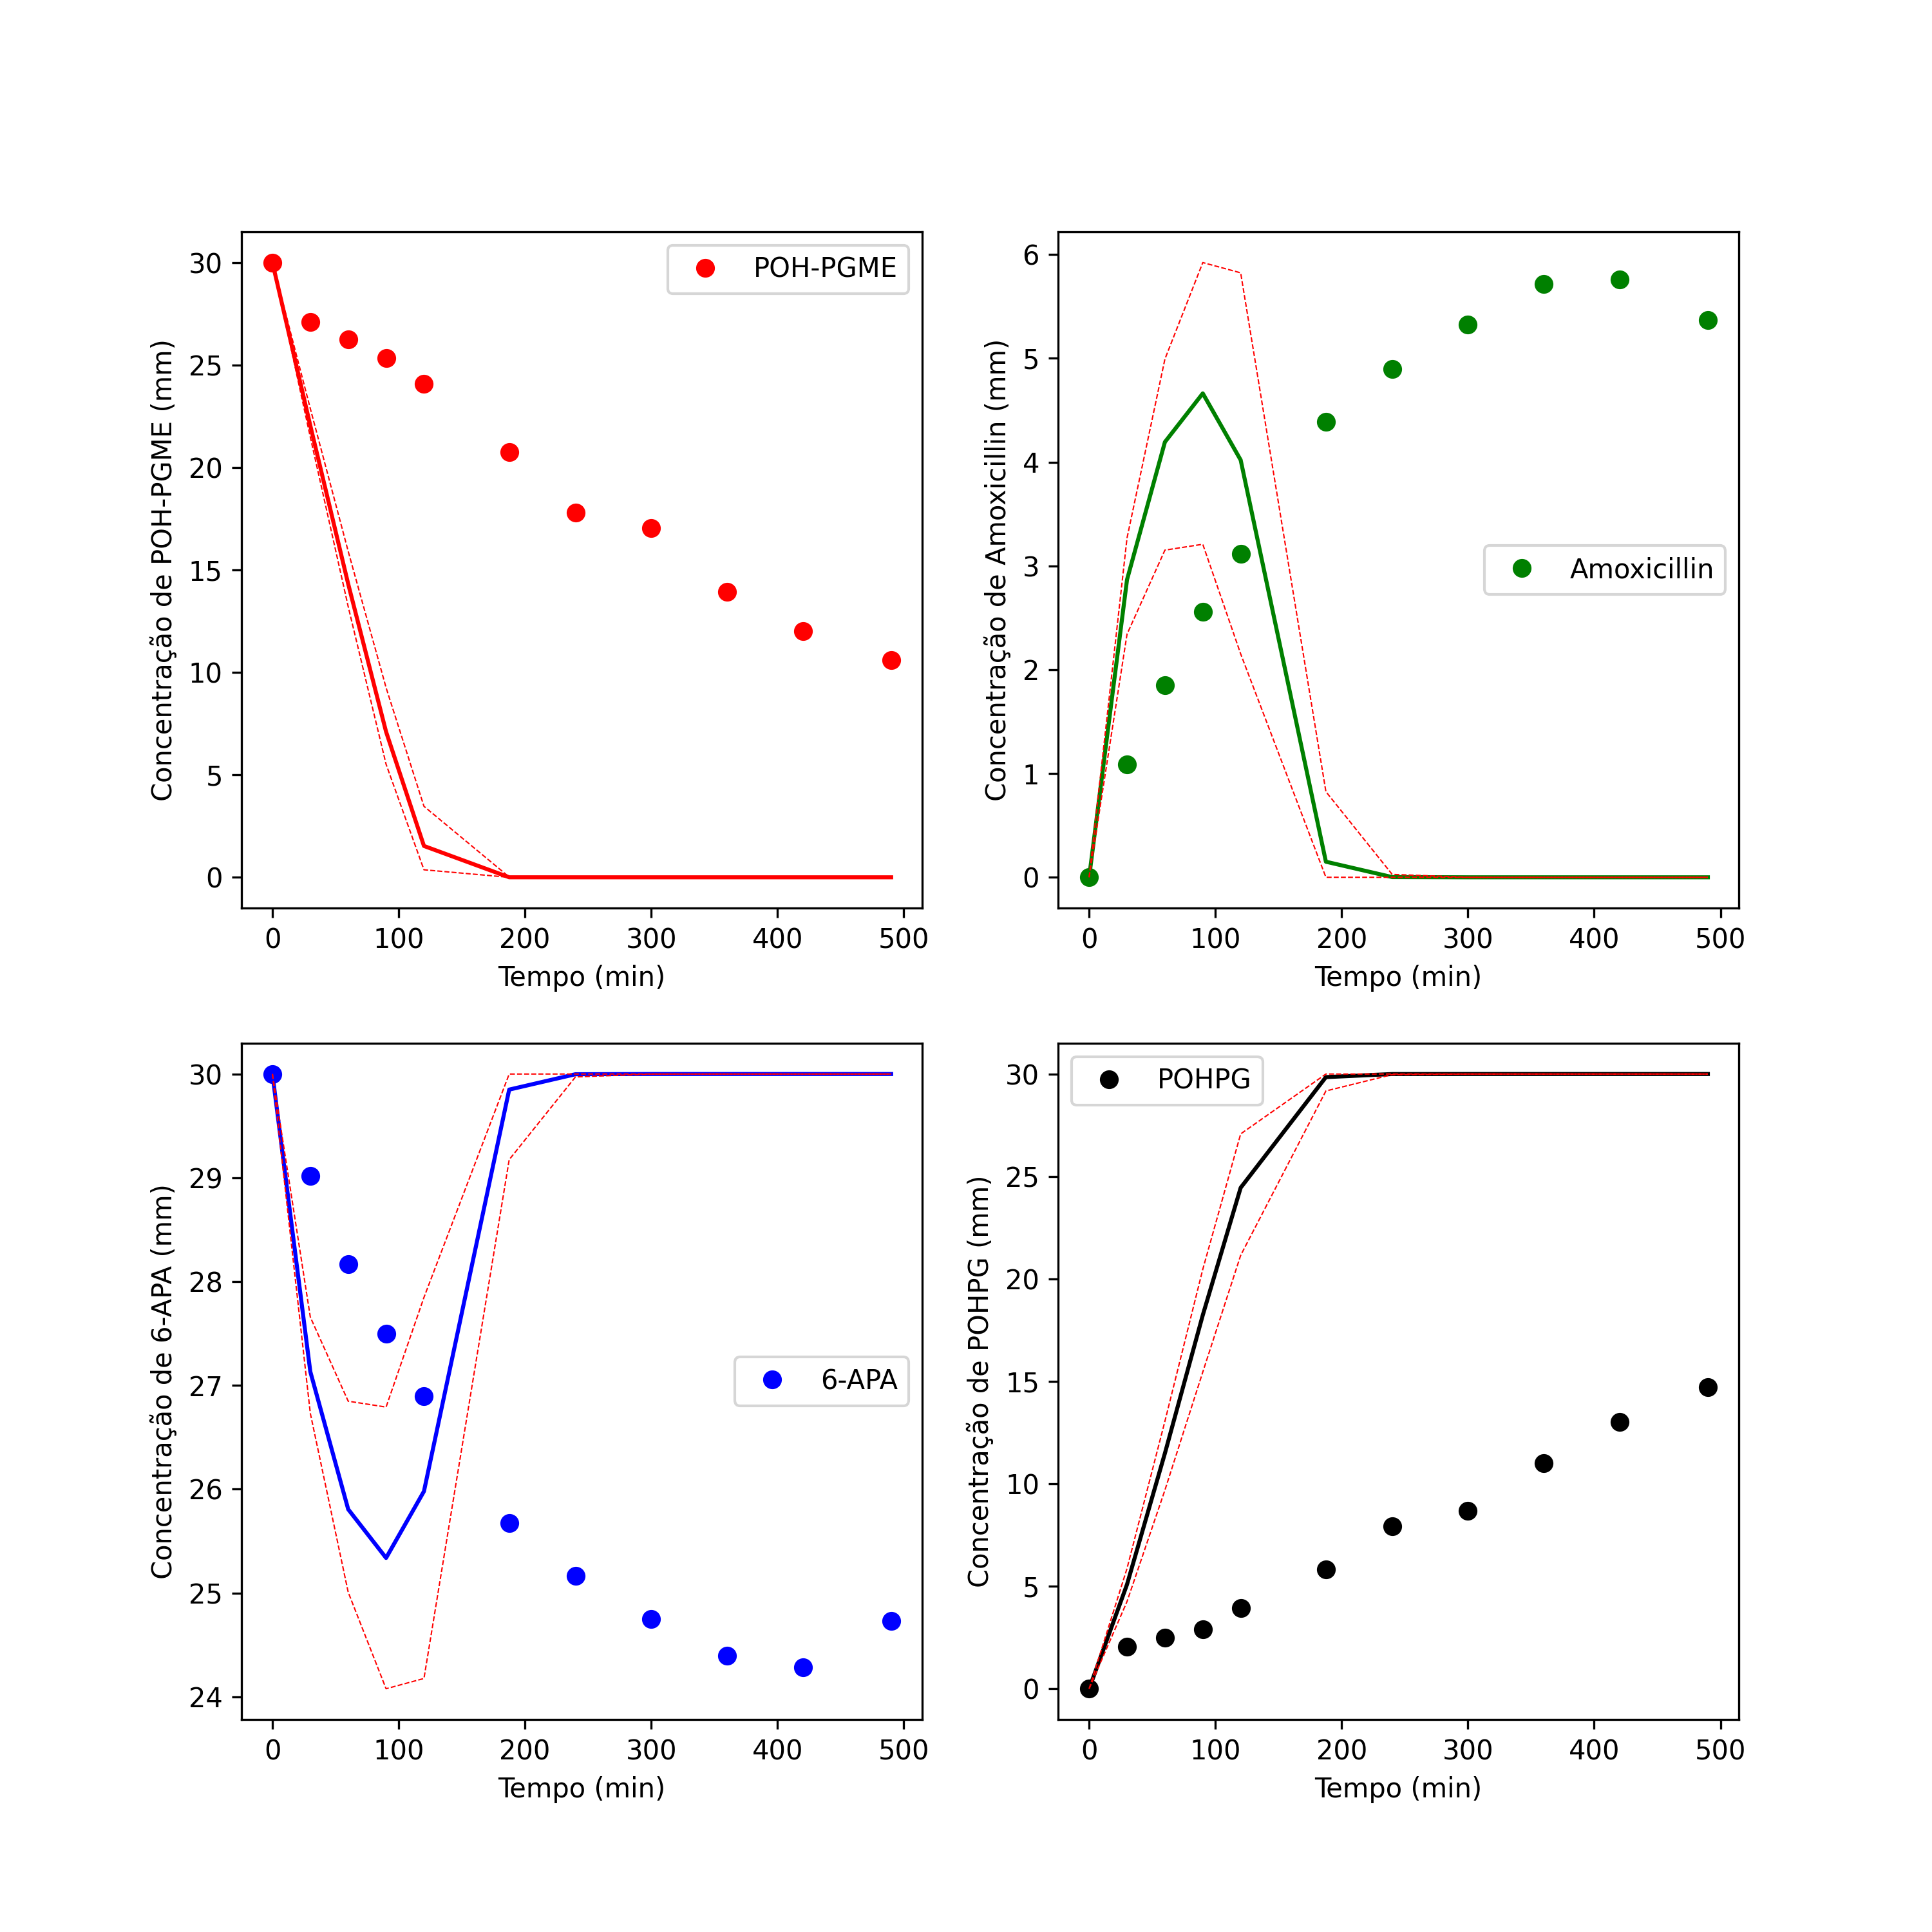 POH-PGME
Concentração de POH-PGME (mm)
30
25
20
15
10
5
0
0 100 200 300 400 500
Tempo (min)
Amoxicillin
Concentração de Amoxicillin (mm)
6
5
4
3
2
1
0
0 100 200 300 400 500
Tempo (min)
6-APA
Concentração de 6-APA (mm)
30
29
28
27
26
25
24
0 100 200 300 400 500
Tempo (min)
POHPG
Concentração de POHPG (mm)
30
25
20
15
10
5
0
0 100 200 300 400 500
Tempo (min)